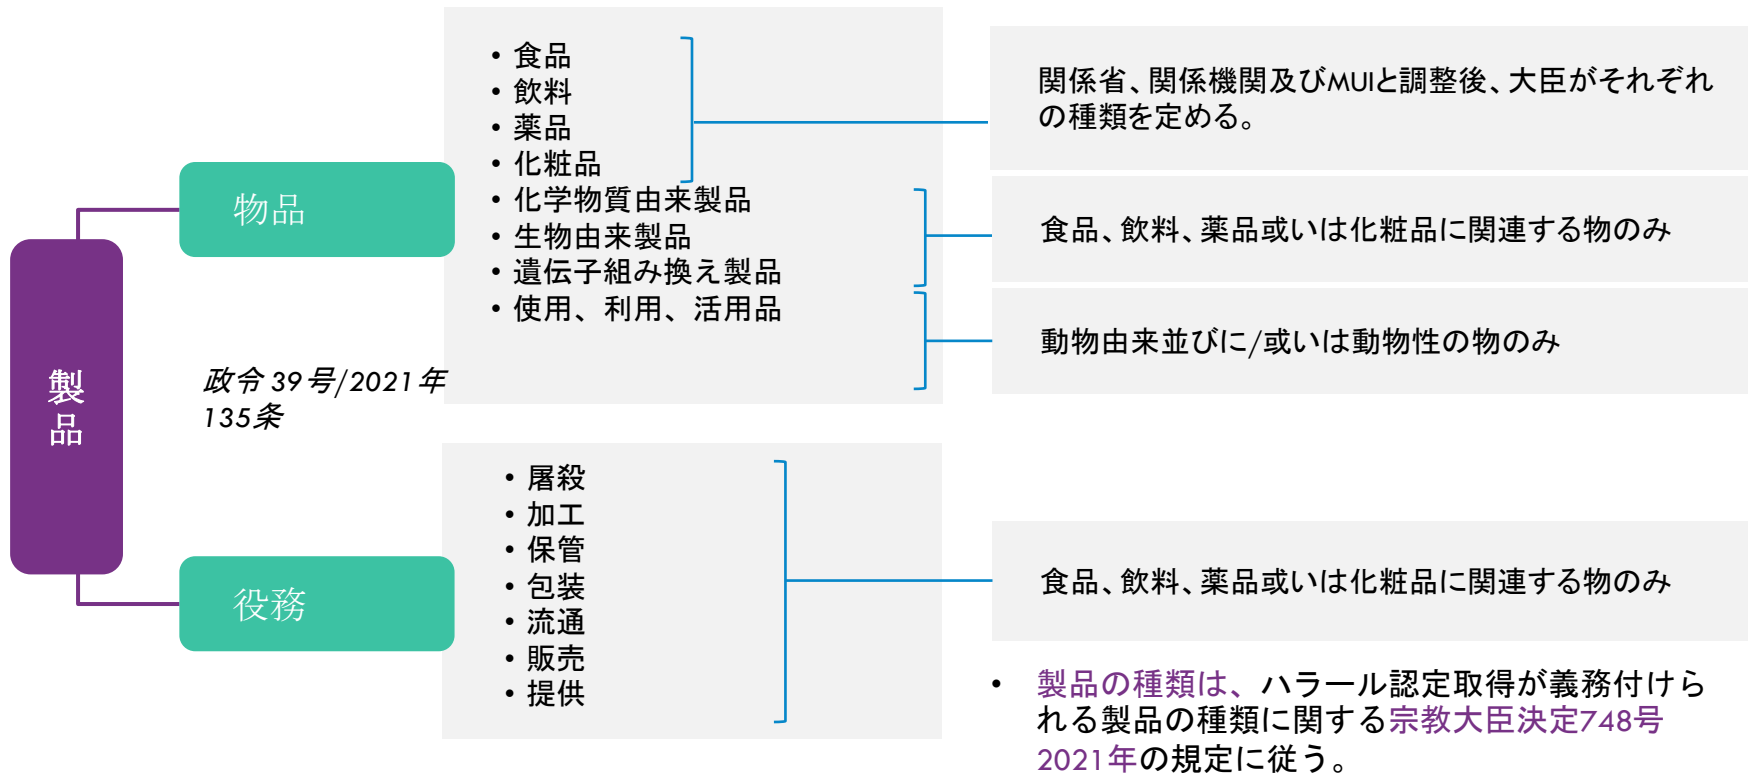 製品
物品
政令 39号/2021年
135条
役務
• 食品
• 飲料
• 薬品
• 化粧品
• 化学物質由来製品
• 生物由来製品
• 遺伝子組み換え製品
• 使用、利用、活用品
関係省、関係機関及びMUIと調整後、大臣がそれぞれ
の種類を定める。
食品、飲料、薬品或いは化粧品に関連する物のみ
動物由来並びに/或いは動物性の物のみ
• 屠殺
• 加工
• 保管
• 包装
• 流通
• 販売
• 提供
食品、飲料、薬品或いは化粧品に関連する物のみ
• 製品の種類は、ハラール認定取得が義務付けら
れる製品の種類に関する宗教大臣決定748号
2021年の規定に従う。